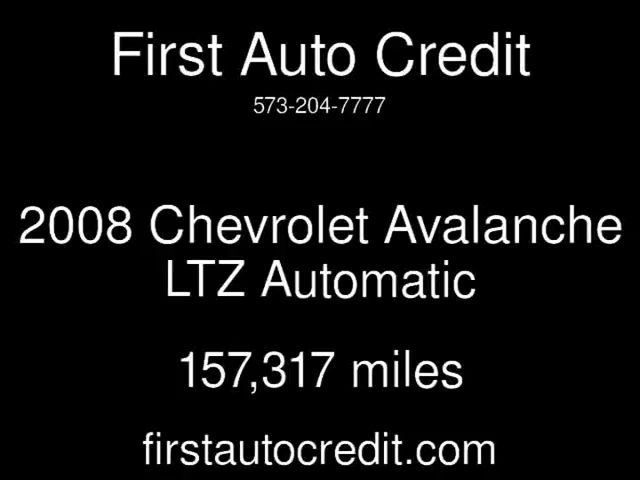 First Auto Credit
573-204-7777
2008 Chevrolet Avalanche
LTZ Automatic
157,317 miles
firstautocredit.com